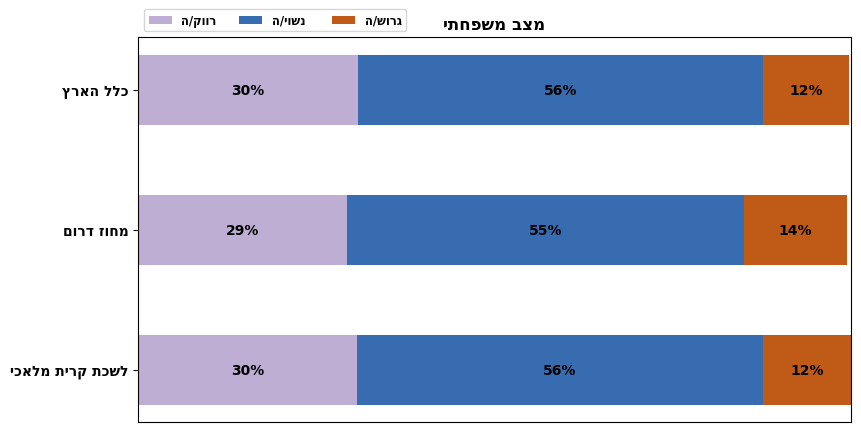 רווק/ה נשוי/ה גרוש/ה
מצב משפחתי
כלל הארץ 30% 56% 12%
מחוז דרום 29% 55% 14%
לשכת קרית מלאכי 30% 56% 12%